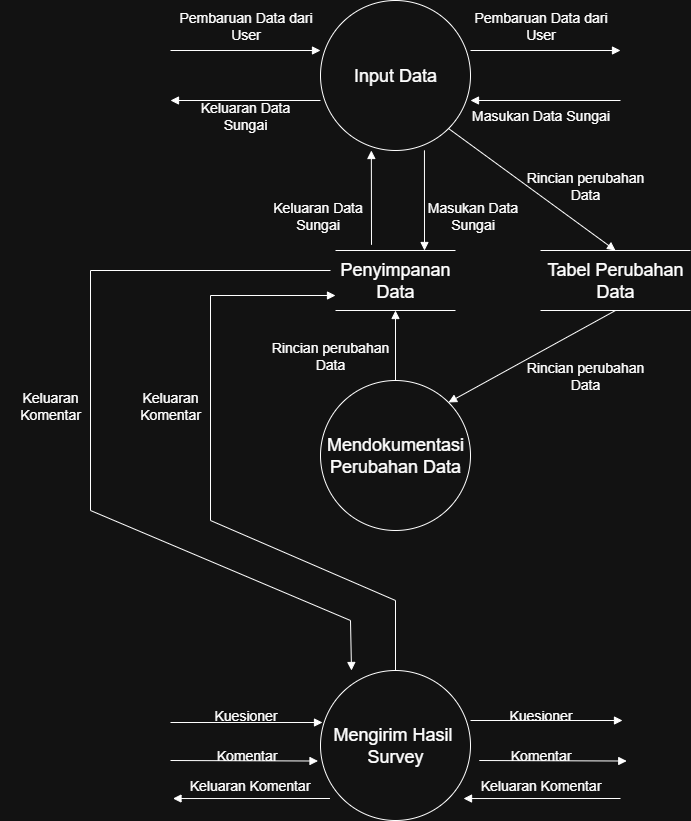 Pembaruan Data dari
User
Pembaruan Data dari
User
Input Data
Keluaran Data
Sungai
Masukan Data Sungai
Rincian perubahan
Data
Keluaran Data
Sungai
Masukan Data
Sungai
Penyimpanan
Data
Tabel Perubahan
Data
Rincian perubahan
Data
Rincian perubahan
Data
Keluaran
Komentar
Keluaran
Komentar
Mendokumentasi
Perubahan Data
Kuesioner
Kuesioner
Mengirim Hasil
Survey
Komentar
Komentar
Keluaran Komentar
Keluaran Komentar